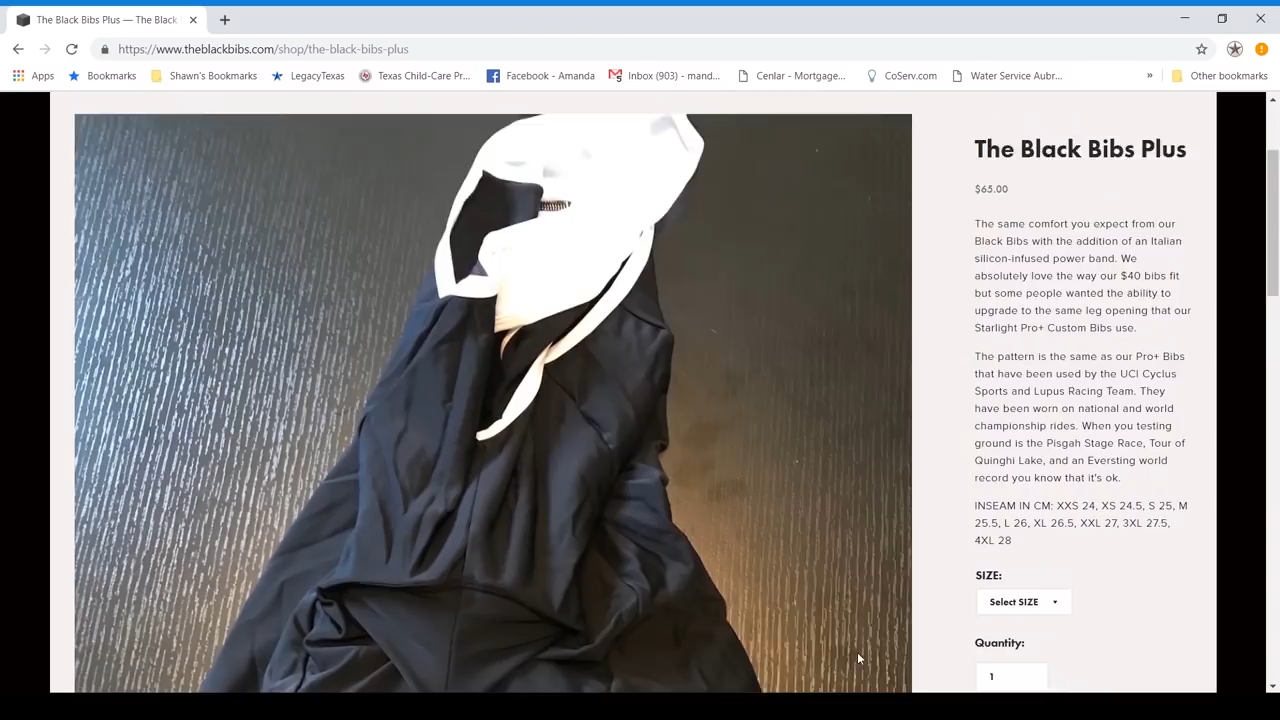 The Black Bibs Plus — The Black
https://www.theblackbibs.com/shop/the-black-bibs-plus
Apps
Bookmarks
Shawn's Bookmarks
LegacyTexas
Texas Child-Care Pr...
Facebook - Amanda
Inbox (903) - mand...
Cenlar - Mortgage...
CoServ.com
Water Service Aubr...
»
Other bookmarks
The Black Bibs Plus
$65.00
The same comfort you expect from our
Black Bibs with the addition of an Italian
silicon-infused power band. We
absolutely love the way our $40 bibs fit
but some people wanted the ability to
upgrade to the same leg opening that our
Starlight Pro+ Custom Bibs use.
The pattern is the same as our Pro+ Bibs
that have been used by the UCI Cyclus
Sports and Lupus Racing Team. They
have been worn on national and world
championship rides. When you testing
ground is the Pisgah Stage Race, Tour of
Quinghi Lake, and an Eversting world
record you know that it's ok.
INSEAM IN CM: XXS 24, XS 24.5, S 25, M
25.5, L 26, XL 26.5, XXL 27, 3XL 27.5,
4XL 28
SIZE:
Select SIZE
Quantity:
1